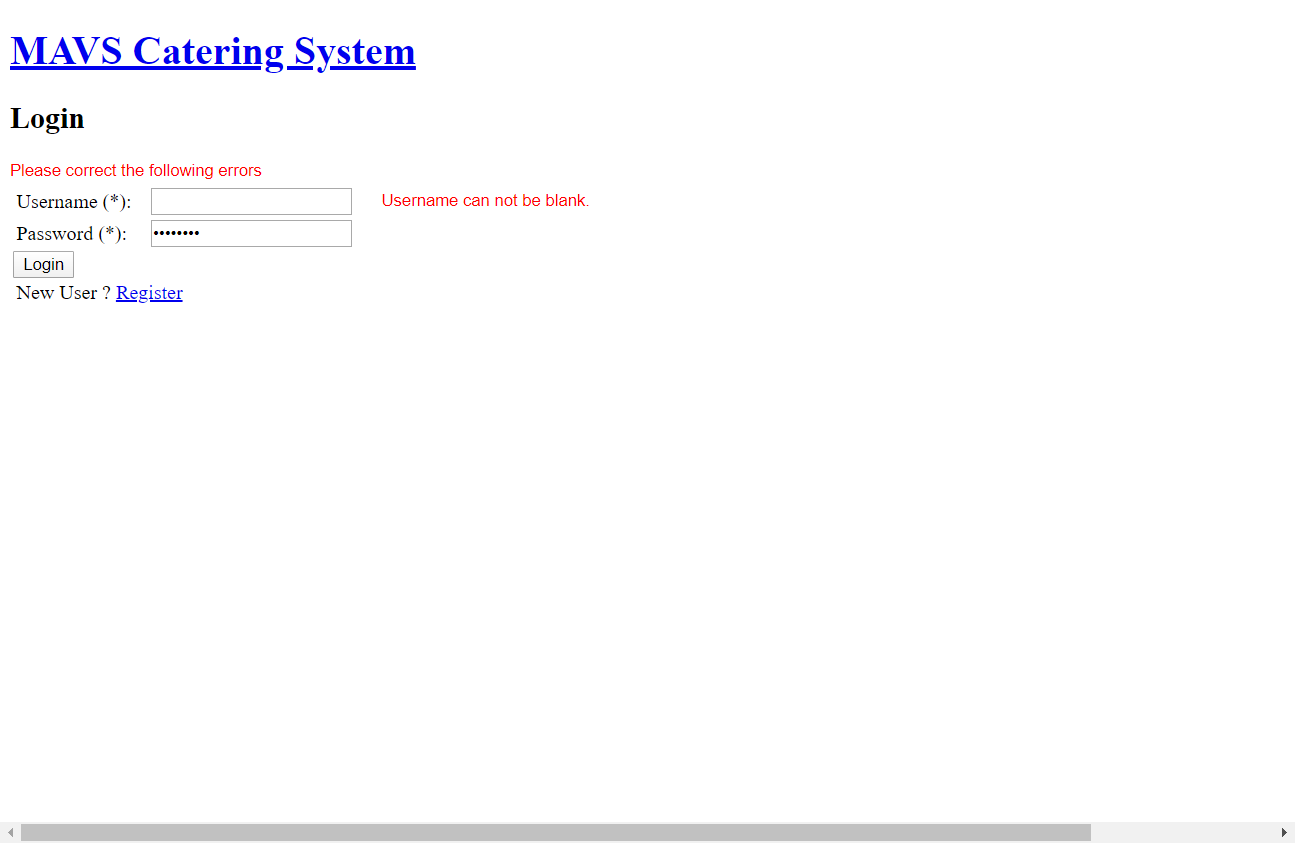 MAVS Catering System
Login
Please correct the following errors
Username (*): Username can not be blank.
Password (*): ••••••••
Login
New User ? Register